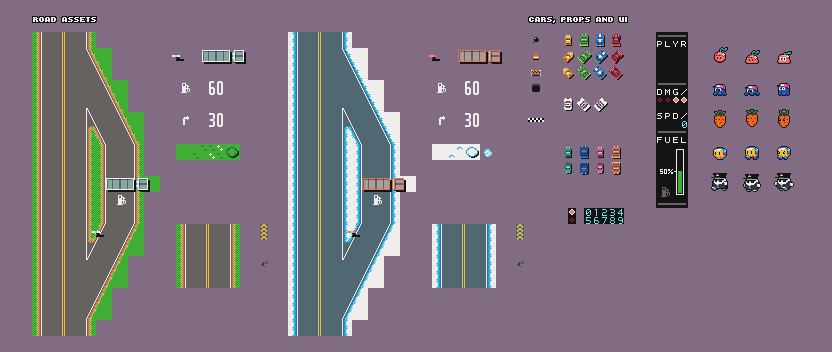 ROAD ASSETS
CARS, PROPS AND UI
PLYR
DMG/
SPD/
0
FUEL
50%
60
30
60
30
01234
56789